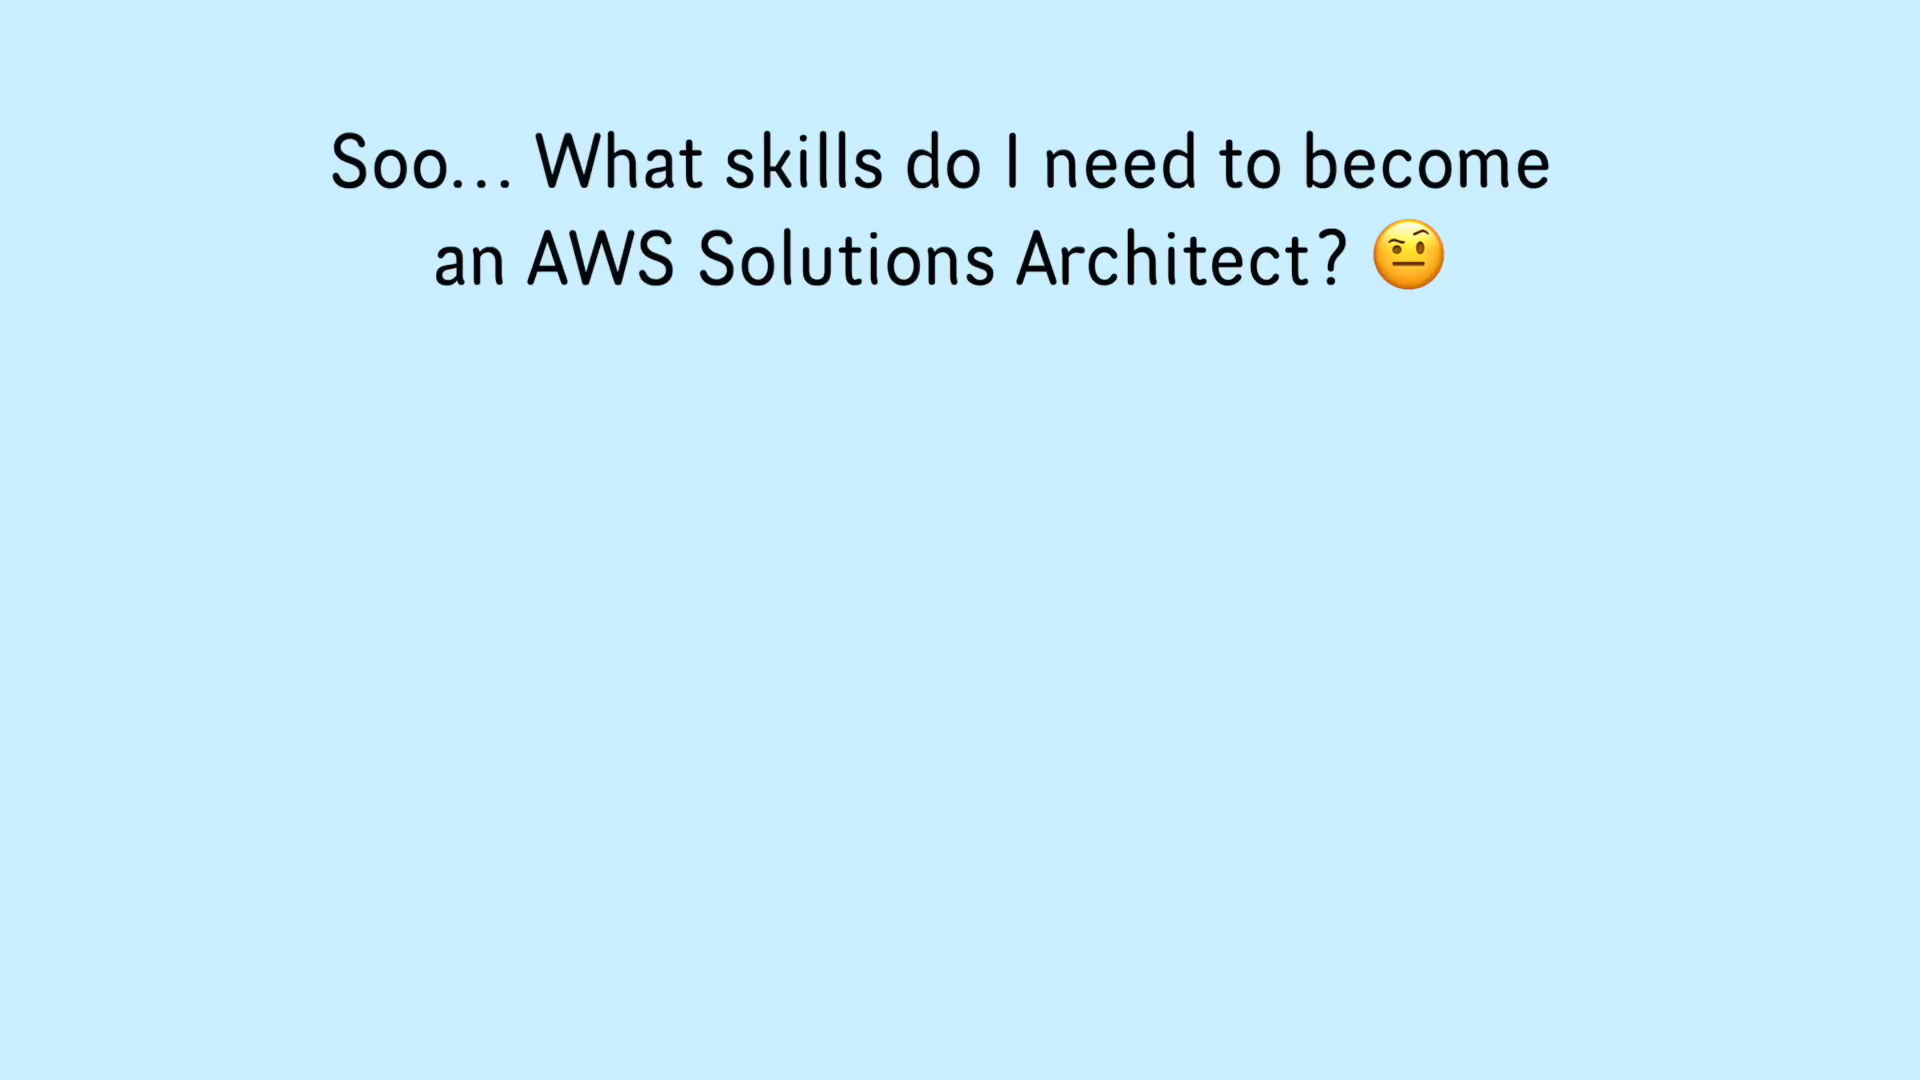 Soo... What skills do I need to become
an AWS Solutions Architect? 🤨